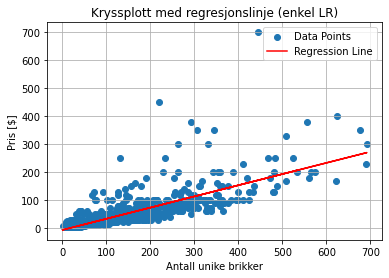 Kryssplott med regresjonslinje (enkel LR)
Data Points
Regression Line
Pris [$]
700
600
500
400
300
200
100
0
0 100 200 300 400 500 600 700
Antall unike brikker